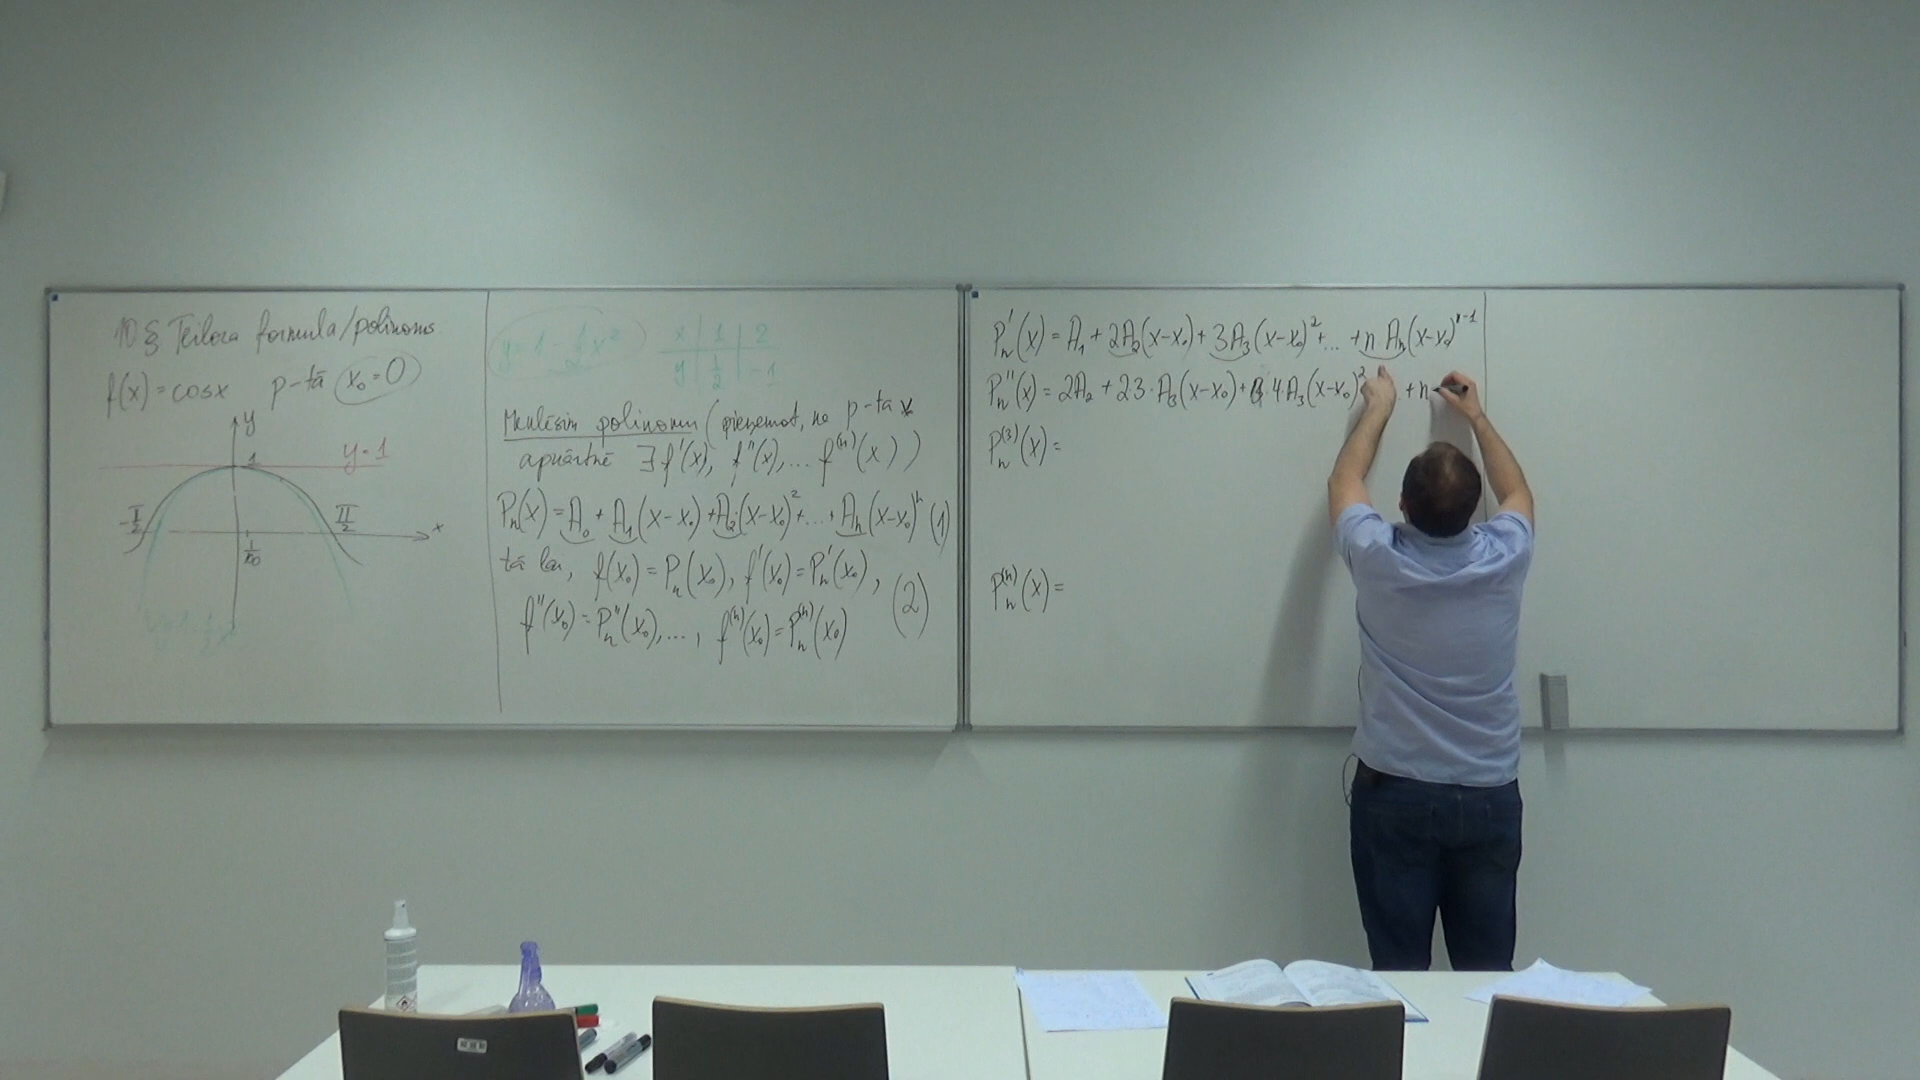 10 § Teilora formula/polinoms
f(x) = cosx p-tā x₀ = 0
y
1
y = 1
-π/2
π/2
x
1/10
y = 1 - 1/2 x²
x | 1 | 2
y | 1/2 | -1
Meklēsim polinomu (pieņemot, ka p-tā x₀
apkārtnē ∃ f'(x), f''(x), ... f⁽ⁿ⁾(x))
Pₙ(x) = A₀ + A₁(x-x₀) + A₂(x-x₀)² + ... + Aₙ(x-x₀)ⁿ (1)
tā lai, f(x₀) = Pₙ(x₀), f'(x₀) = Pₙ'(x₀),
f''(x₀) = Pₙ''(x₀), ..., f⁽ⁿ⁾(x₀) = Pₙ⁽ⁿ⁾(x₀) (2)
Pₙ'(x) = A₁ + 2A₂(x-x₀) + 3A₃(x-x₀)² + ... + n Aₙ(x-x₀)ⁿ⁻¹
Pₙ''(x) = 2A₂ + 2·3·A₃(x-x₀) + 3·4·A₃(x-x₀)² + n
Pₙ⁽³⁾(x) =
Pₙ⁽ⁿ⁾(x) =